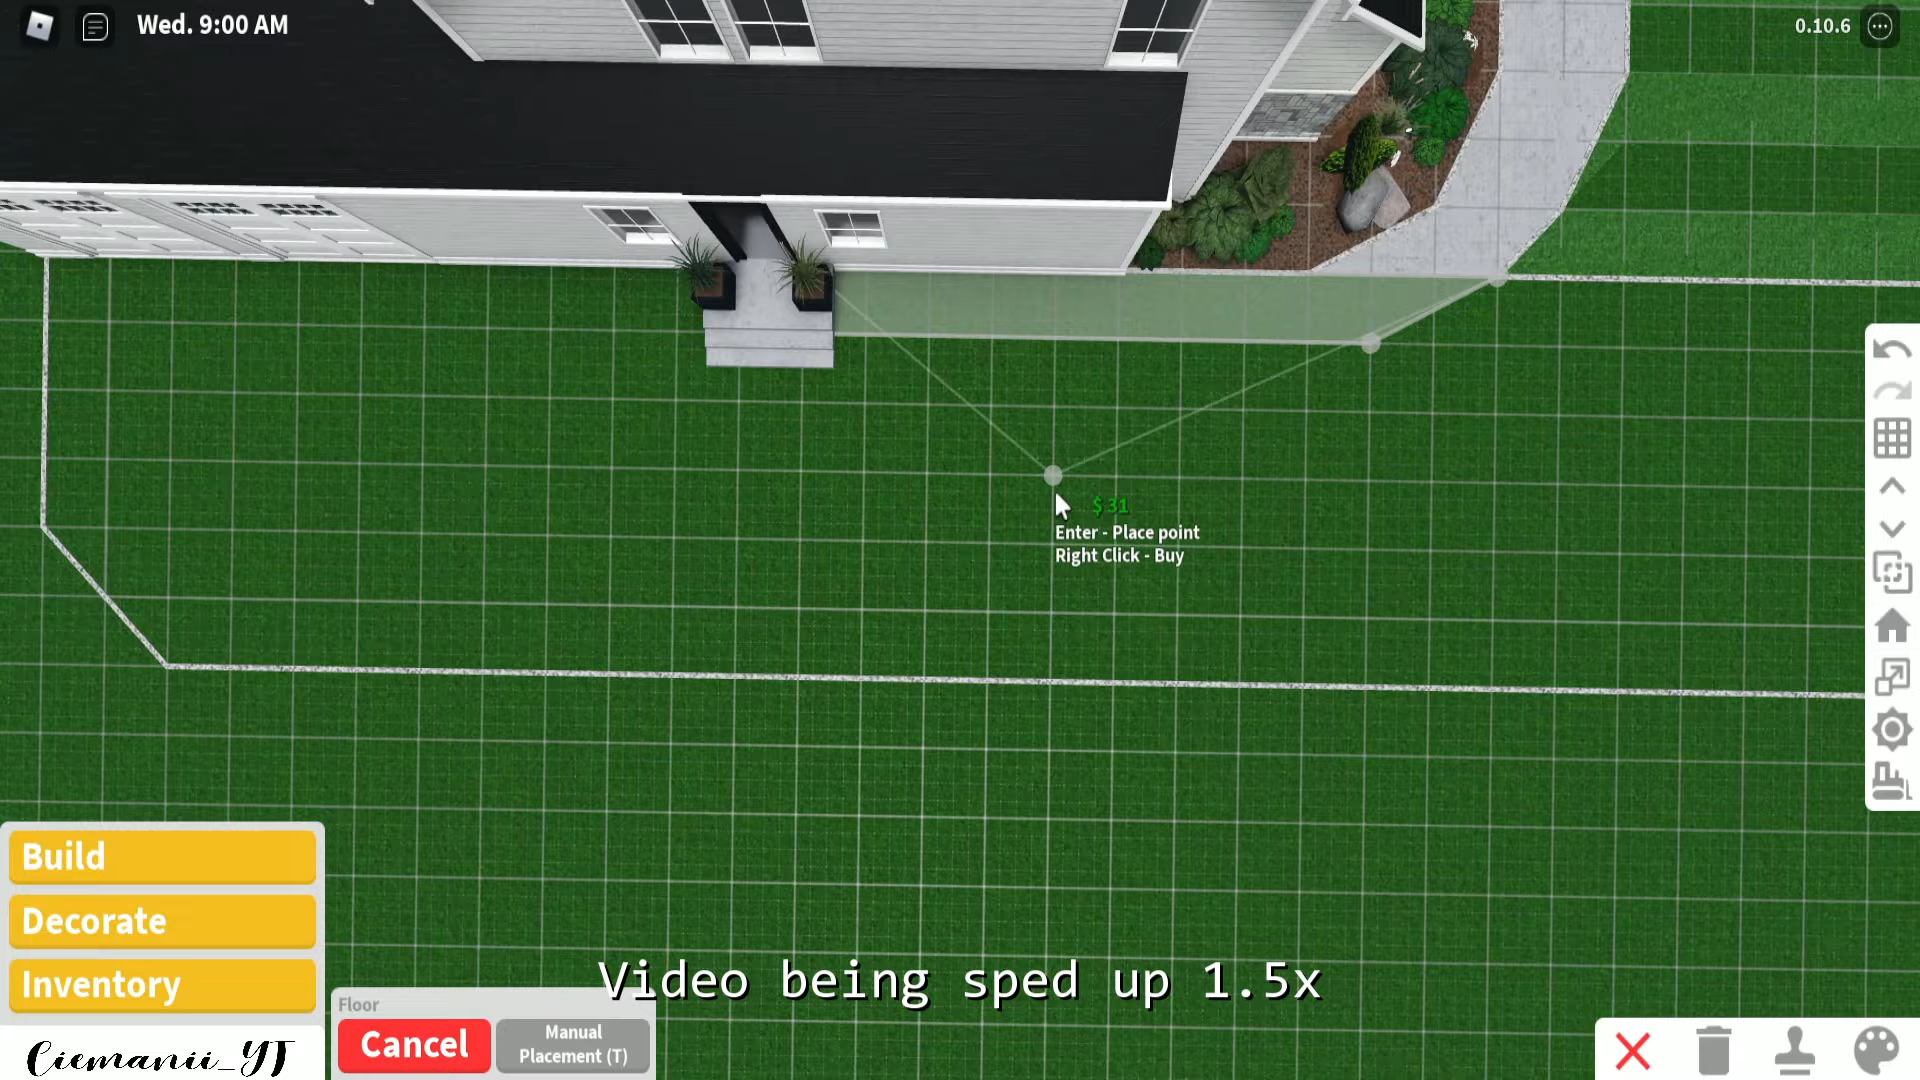 Wed. 9:00 AM
0.10.6
$ 31
Enter - Place point
Right Click - Buy
Build
Decorate
Inventory
Video being sped up 1.5x
Floor
Cancel
Manual
Placement (T)
Ciemanii_YT